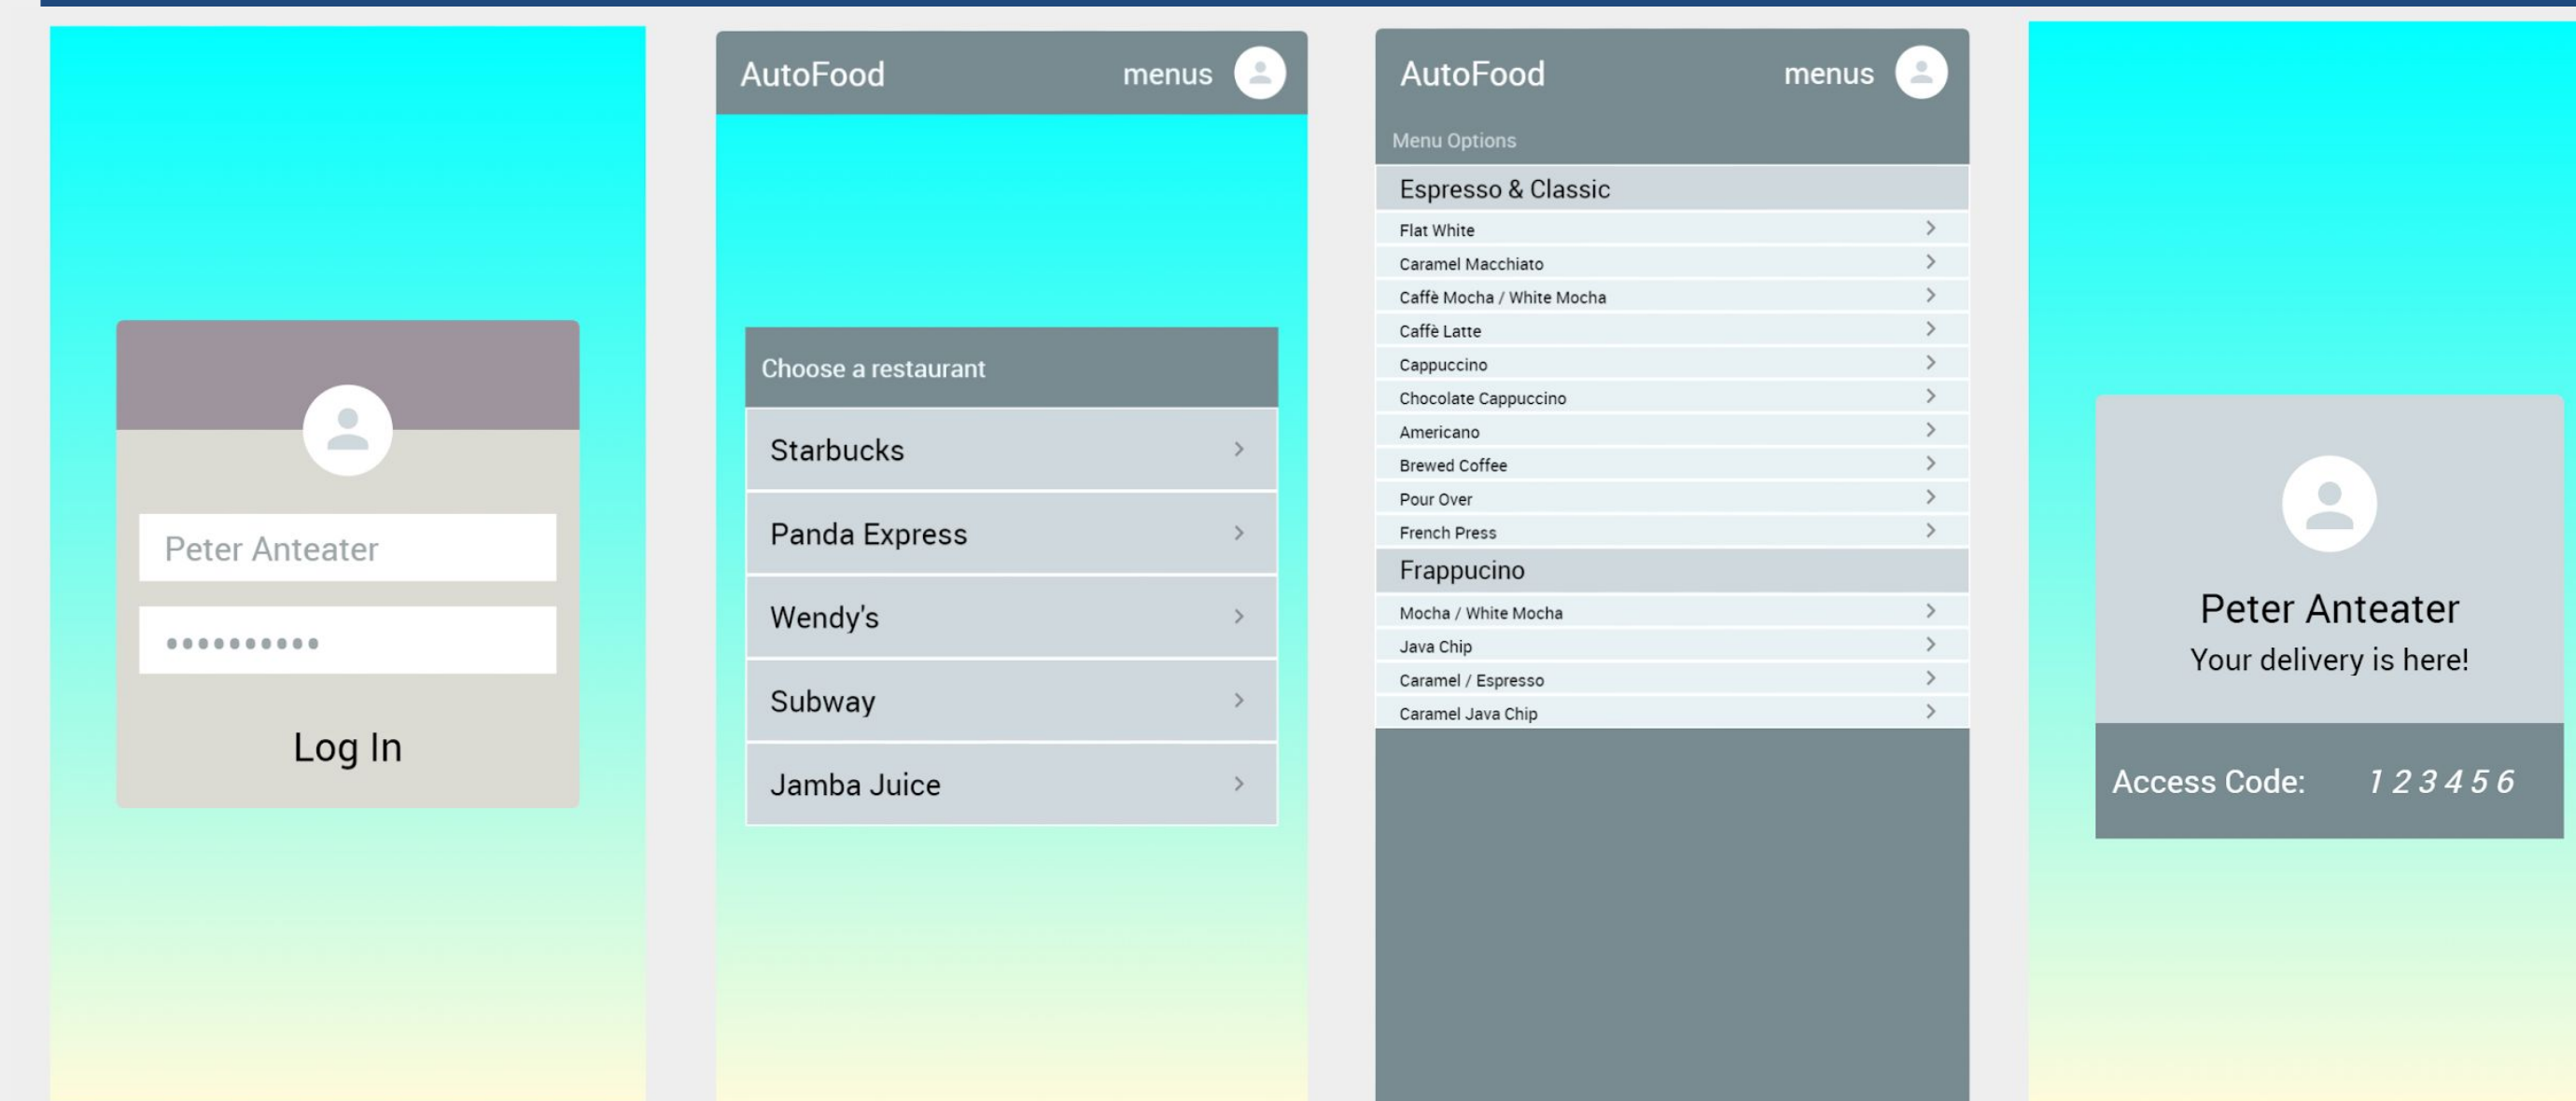 Peter Anteater
••••••••••
Log In
AutoFood menus
Choose a restaurant
Starbucks
Panda Express
Wendy's
Subway
Jamba Juice
AutoFood menus
Menu Options
Espresso & Classic
Flat White
Caramel Macchiato
Caffè Mocha / White Mocha
Caffè Latte
Cappuccino
Chocolate Cappuccino
Americano
Brewed Coffee
Pour Over
French Press
Frappucino
Mocha / White Mocha
Java Chip
Caramel / Espresso
Caramel Java Chip
Peter Anteater
Your delivery is here!
Access Code: 1 2 3 4 5 6